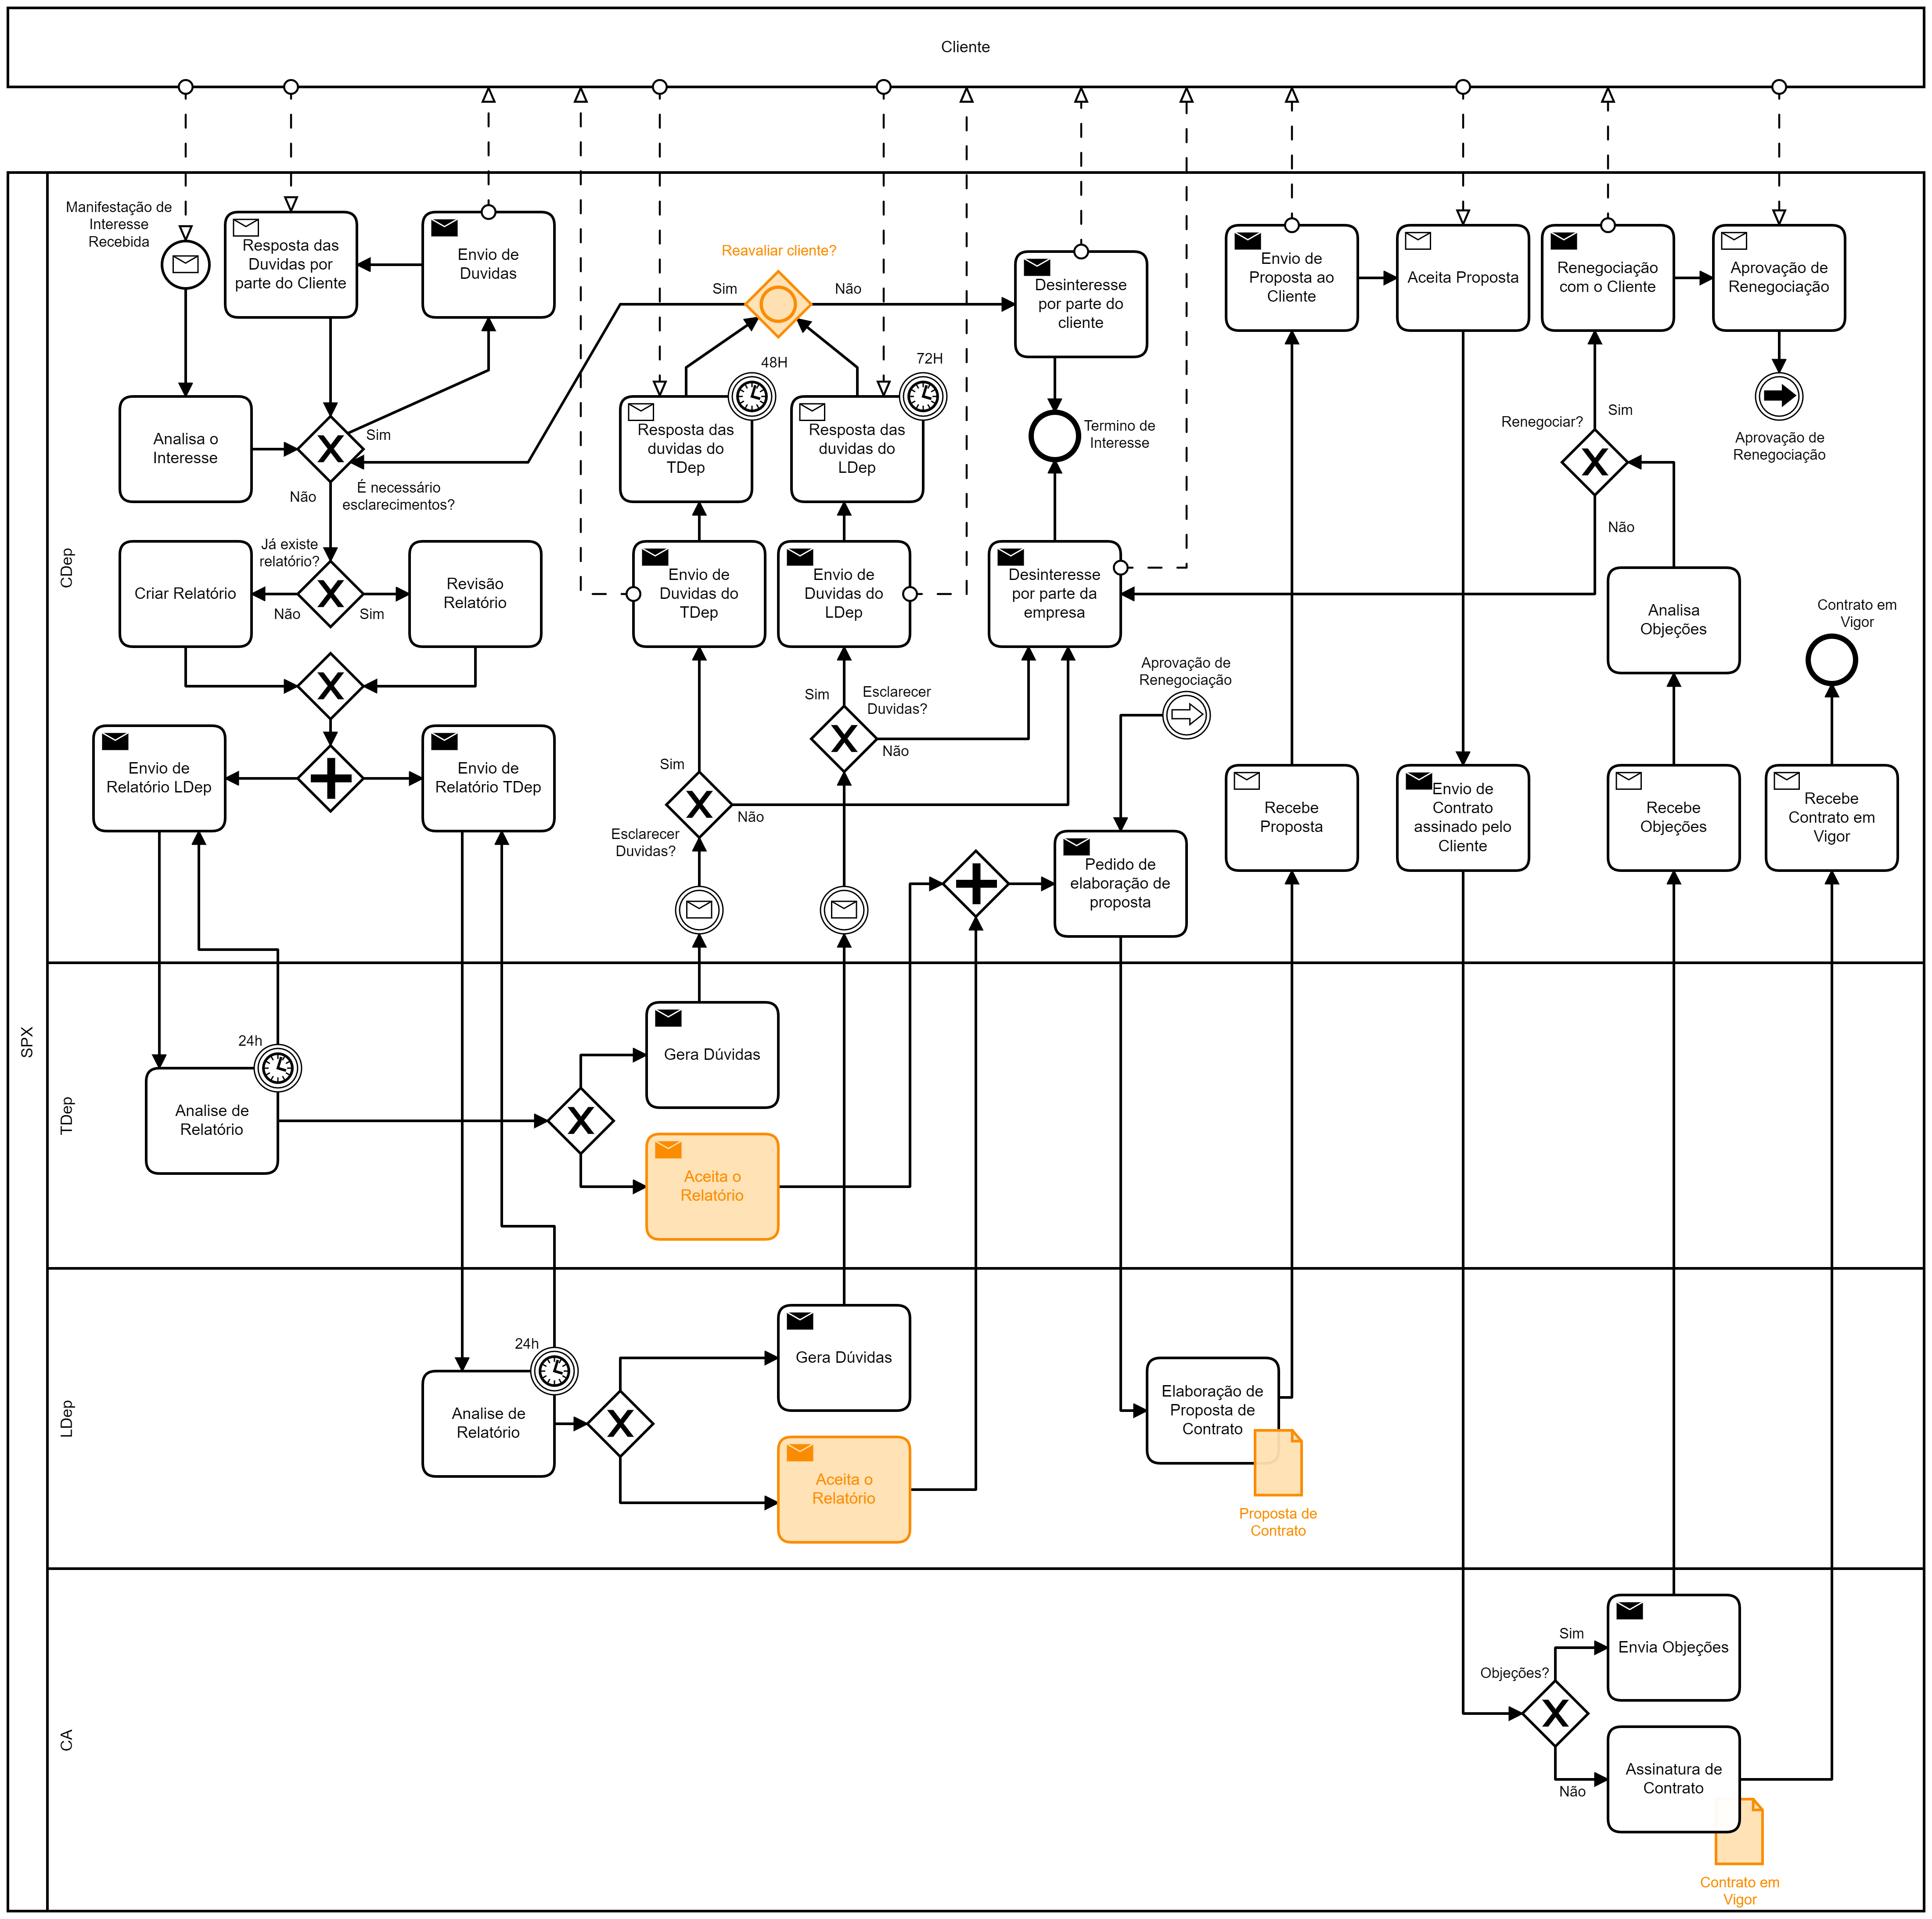 Cliente
SPX
CDep
Manifestação de
Interesse
Recebida
Resposta das
Duvidas por
parte do Cliente
Envio de
Duvidas
Reavaliar cliente?
Sim
Não
Desinteresse
por parte do
cliente
Envio de
Proposta ao
Cliente
Aceita Proposta
Renegociação
com o Cliente
Aprovação de
Renegociação
48H
72H
Analisa o
Interesse
Sim
Não
É necessário
esclarecimentos?
Resposta das
duvidas do
TDep
Resposta das
duvidas do
LDep
Termino de
Interesse
Renegociar?
Sim
Não
Aprovação de
Renegociação
Já existe
relatório?
Criar Relatório
Não
Sim
Revisão
Relatório
Envio de
Duvidas do
TDep
Envio de
Duvidas do
LDep
Desinteresse
por parte da
empresa
Analisa
Objeções
Contrato em
Vigor
Aprovação de
Renegociação
Sim
Esclarecer
Duvidas?
Não
Envio de
Relatório LDep
Envio de
Relatório TDep
Sim
Não
Esclarecer
Duvidas?
Pedido de
elaboração de
proposta
Recebe
Proposta
Envio de
Contrato
assinado pelo
Cliente
Recebe
Objeções
Recebe
Contrato em
Vigor
TDep
24h
Analise de
Relatório
Gera Dúvidas
Aceita o
Relatório
LDep
24h
Analise de
Relatório
Gera Dúvidas
Aceita o
Relatório
Elaboração de
Proposta de
Contrato
Proposta de
Contrato
CA
Objeções?
Sim
Não
Envia Objeções
Assinatura de
Contrato
Contrato em
Vigor